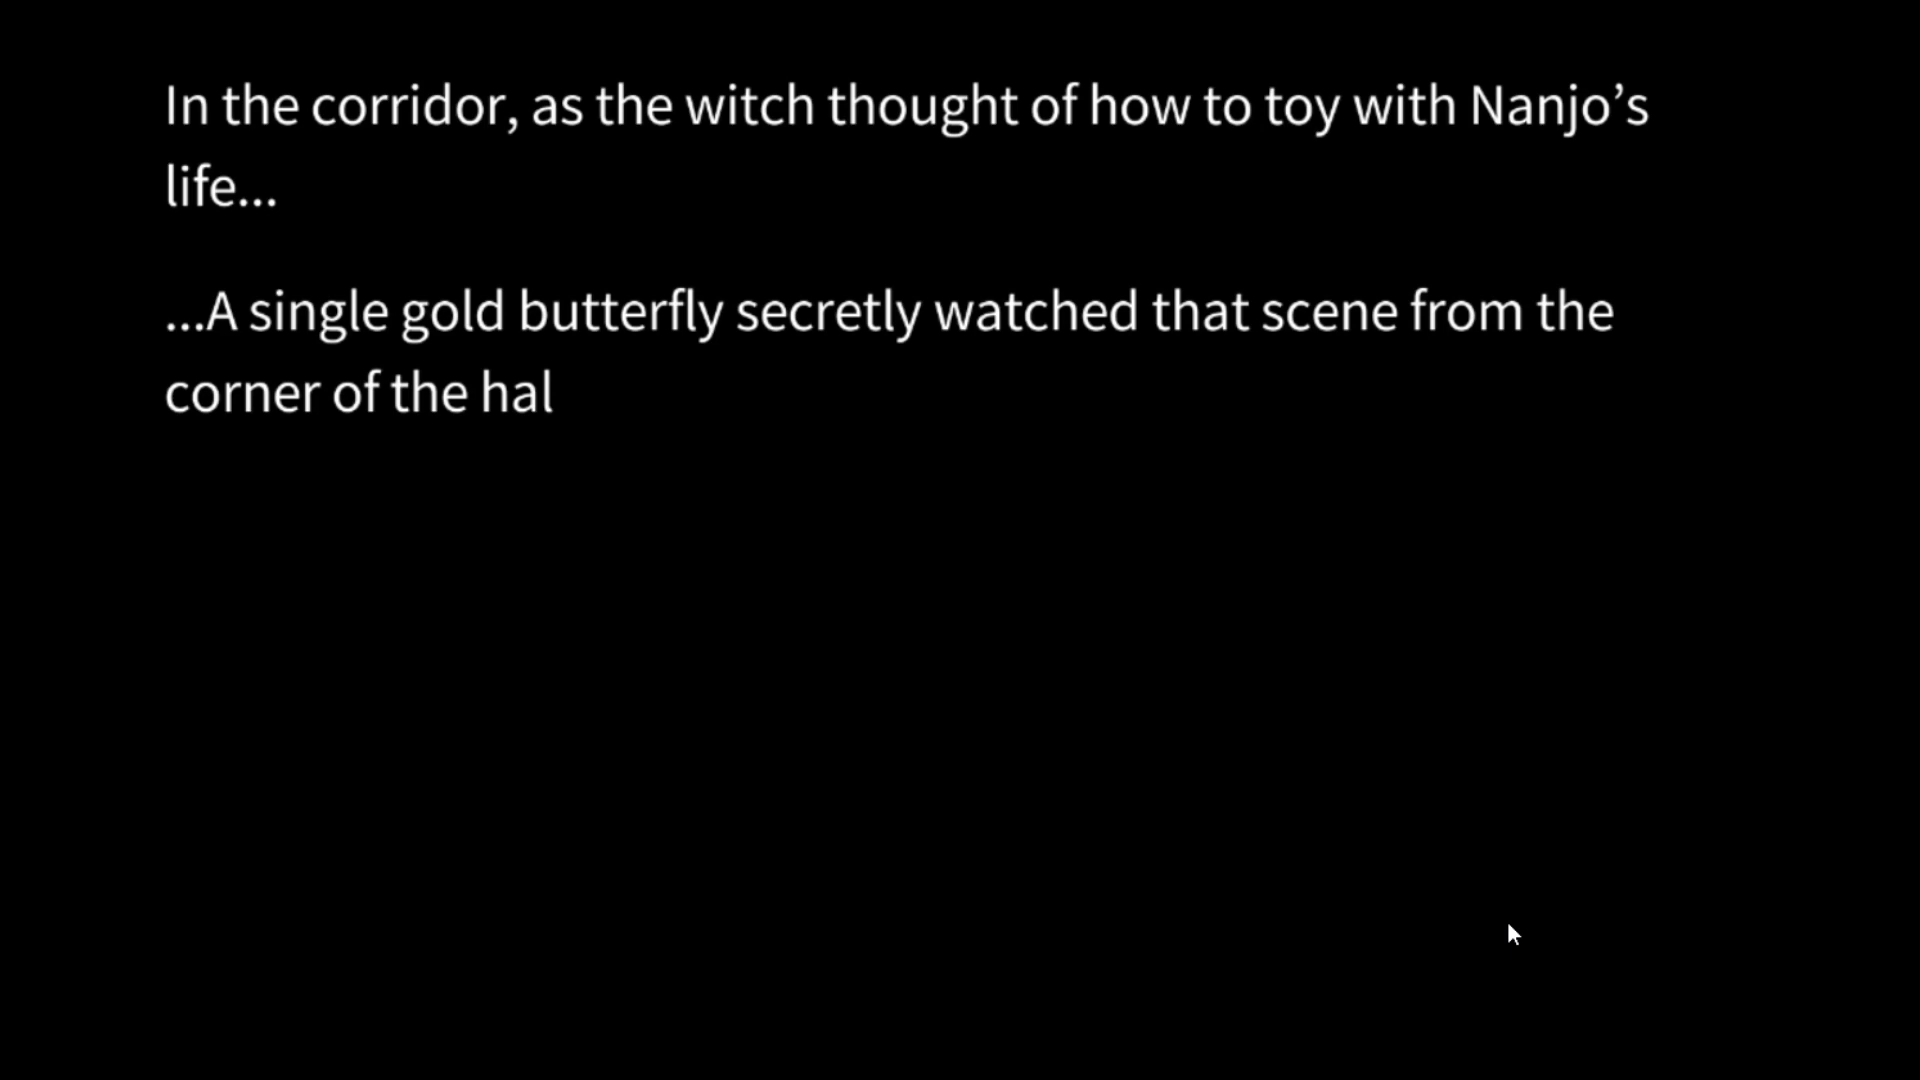 In the corridor, as the witch thought of how to toy with Nanjo’s
life...
...A single gold butterfly secretly watched that scene from the
corner of the hal